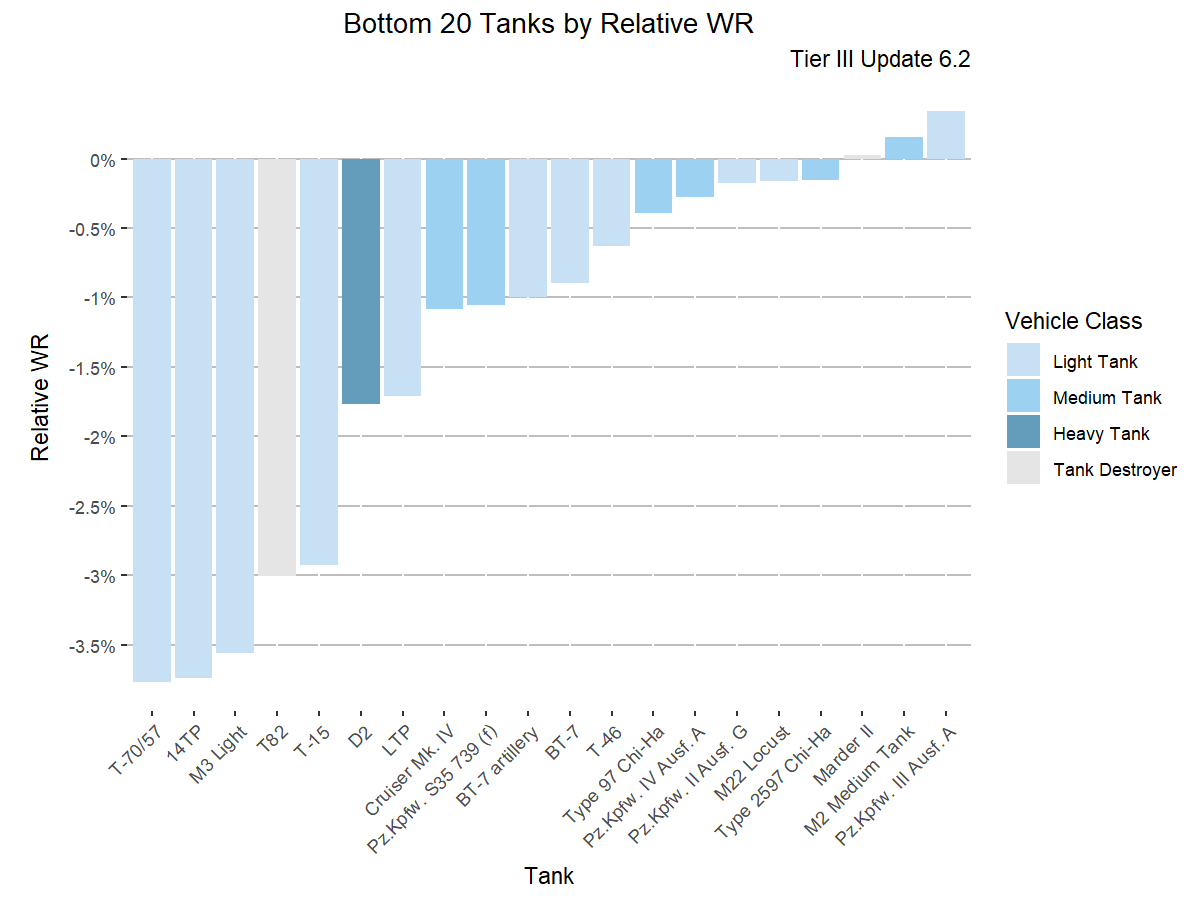 Bottom 20 Tanks by Relative WR
Tier III Update 6.2
Relative WR
0%
-0.5%
-1%
-1.5%
-2%
-2.5%
-3%
-3.5%
T-70/57
14TP
M3 Light
T82
T-15
D2
LTP
Cruiser Mk. IV
Pz.Kpfw. S35 739 (f)
BT-7 artillery
BT-7
T-46
Type 97 Chi-Ha
Pz.Kpfw. IV Ausf. A
Pz.Kpfw. II Ausf. G
M22 Locust
Type 2597 Chi-Ha
Marder II
M2 Medium Tank
Pz.Kpfw. III Ausf. A
Tank
Vehicle Class
Light Tank
Medium Tank
Heavy Tank
Tank Destroyer